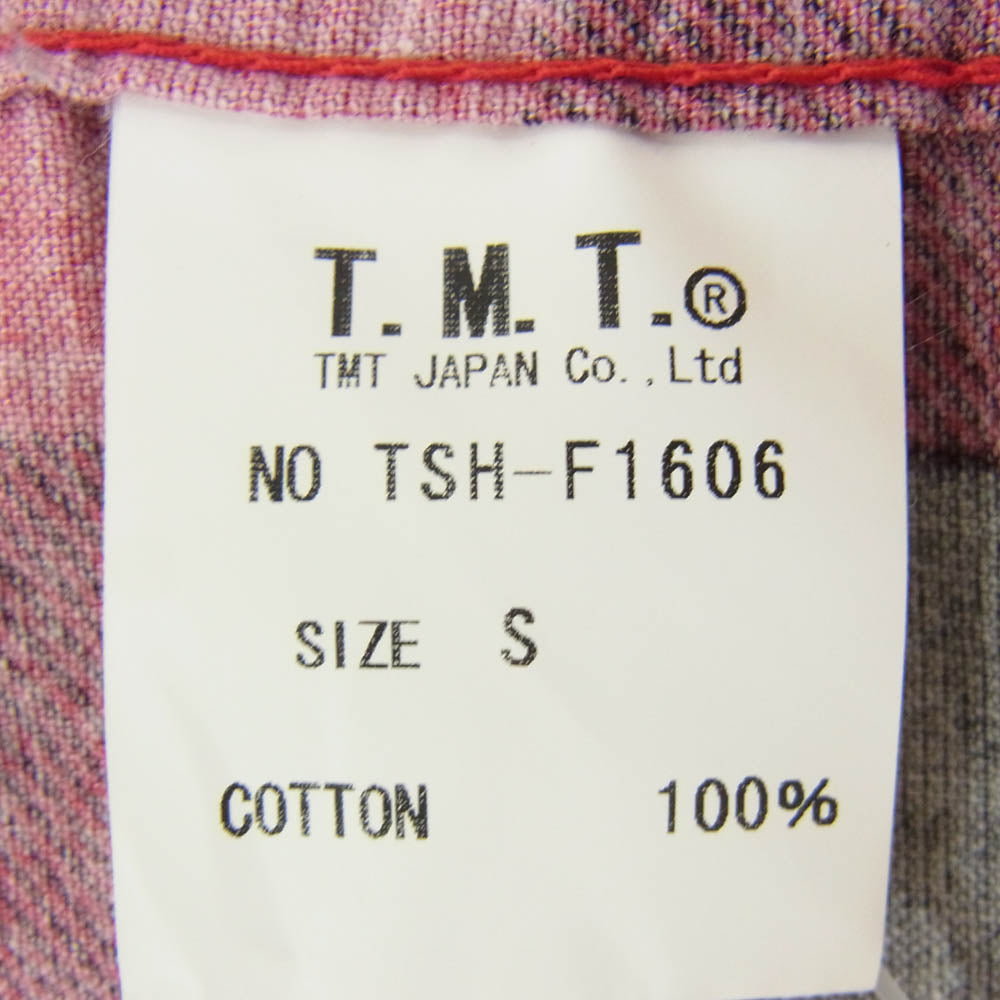 T.M.T.®
TMT JAPAN Co.,Ltd
NO TSH-F1606
SIZE S
COTTON 100%